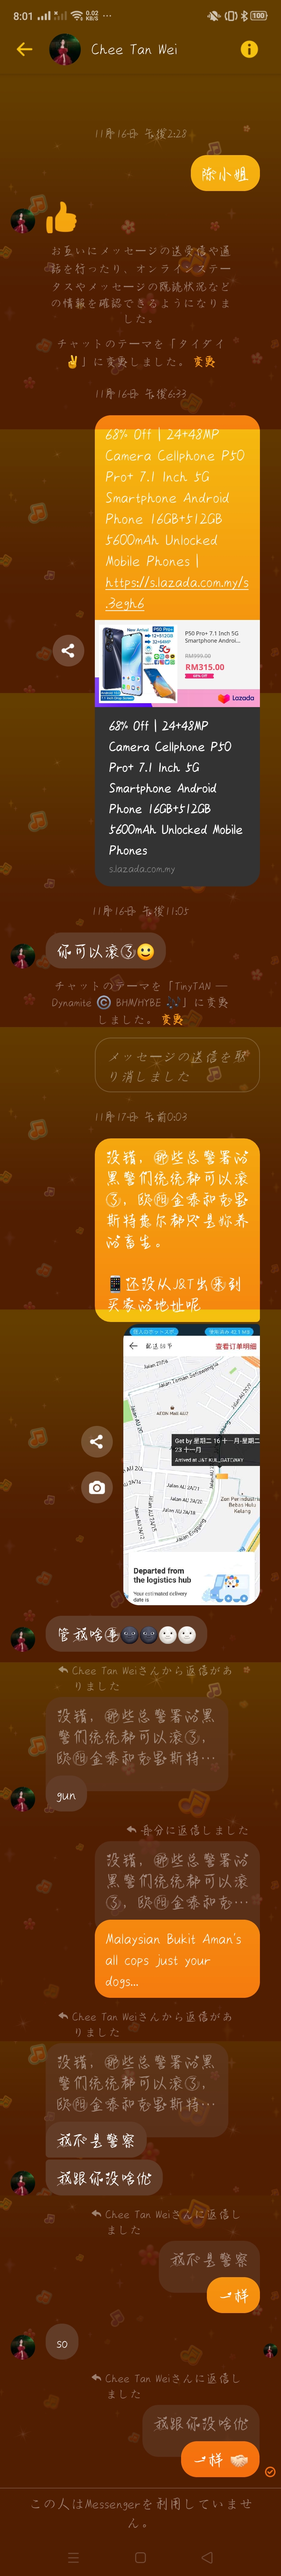 8:01
0.02 KB/S
100
Chee Tan Wei
11月16日 午後2:28
陈小姐
お互いにメッセージの送受信や通
話を行ったり、オンラインステー
タスやメッセージの既読状況など
の情報を確認できるようになりま
した。
チャットのテーマを「タイダイ
✌」に変更しました。 変更
11月16日 午後6:33
68% Off | 24+48MP
Camera Cellphone P50
Pro+ 7.1 Inch 5G
Smartphone Android
Phone 16GB+512GB
5600mAh Unlocked
Mobile Phones |
https://s.lazada.com.my/s
.3egh6
P50 Pro+ 7.1 Inch 5G
Smartphone Androi...
RM999.00
RM315.00
Lazada
68% Off | 24+48MP
Camera Cellphone P50
Pro+ 7.1 Inch 5G
Smartphone Android
Phone 16GB+512GB
5600mAh Unlocked Mobile
Phones
s.lazada.com.my
11月16日 午後11:05
你可以滚③🙂
チャットのテーマを「TinyTAN —
Dynamite © BHM/HYBE 」に変更
しました。 変更
メッセージの送信を取
り消しました
11月17日 午前0:03
没错，那些总警署的
黑警们统统都可以滚
③，欧阳金泰和克里
斯特意尔都只是你养
的畜生。
📱还没从J&T出来到
买家的地址呢
查看订单明细
AEON Mall AU2
Get by 星期二 16 十一月-星期二
23 十一月
Departed from
the logistics hub
Your estimated delivery
date is
管我啥事🌚🌚🌝🌝
Chee Tan Weiさんから返信があ
りました
没错，那些总警署的黑
警们统统都可以滚③，
欧阳金泰和克里斯特…
gun
自分に返信しました
没错，那些总警署的黑
警们统统都可以滚③，
欧阳金泰和克…
Malaysian Bukit Aman's
all cops just your
dogs...
Chee Tan Weiさんから返信があ
りました
没错，那些总警署的黑
警们统统都可以滚③，
欧阳金泰和克里斯特…
我不是警察
我跟你没啥仇
Chee Tan Weiさんに返信し
ました
我不是警察
一样
so
Chee Tan Weiさんに返信し
ました
我跟你没啥仇
一样 🤝
この人はMessengerを利用していませ
ん。